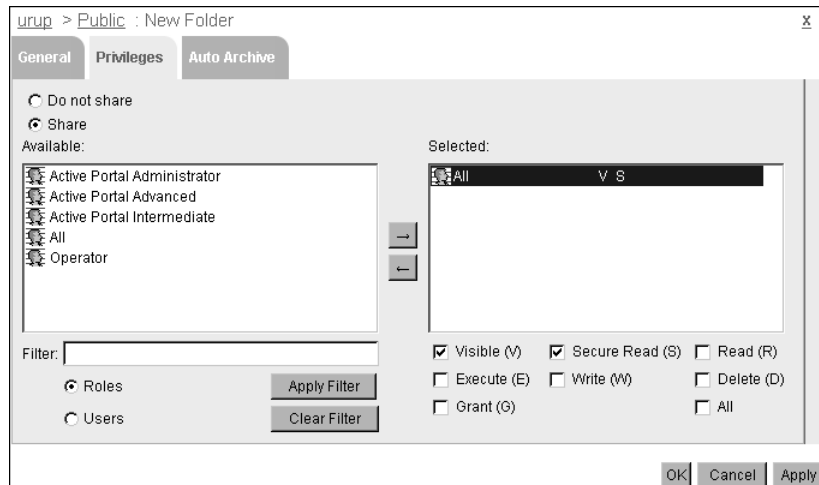 urup > Public : New Folder x
General Privileges Auto Archive
Do not share
Share
Available:
Active Portal Administrator
Active Portal Advanced
Active Portal Intermediate
All
Operator
→
←
Selected:
All V S
Filter:
Roles Apply Filter
Users Clear Filter
Visible (V) Secure Read (S) Read (R)
Execute (E) Write (W) Delete (D)
Grant (G) All
OK Cancel Apply